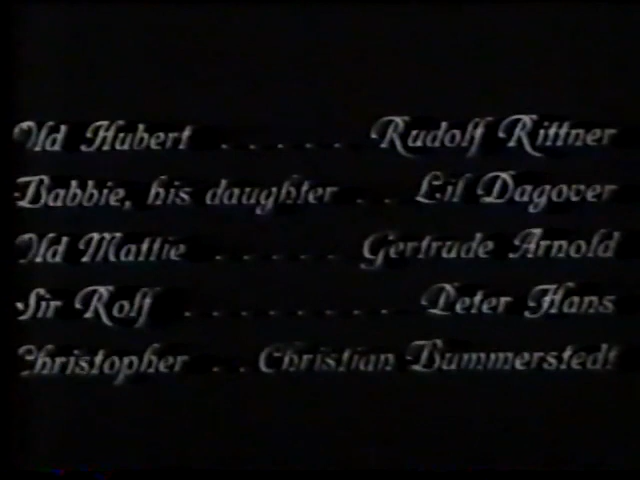 Old Hubert . . . . . . Rudolf Rittner
Babbie, his daughter . . Lil Dagover
Old Mattie . . . . . . Gertrude Arnold
Sir Rolf . . . . . . . . . Peter Hans
Christopher . . . Christian Bummerstedt